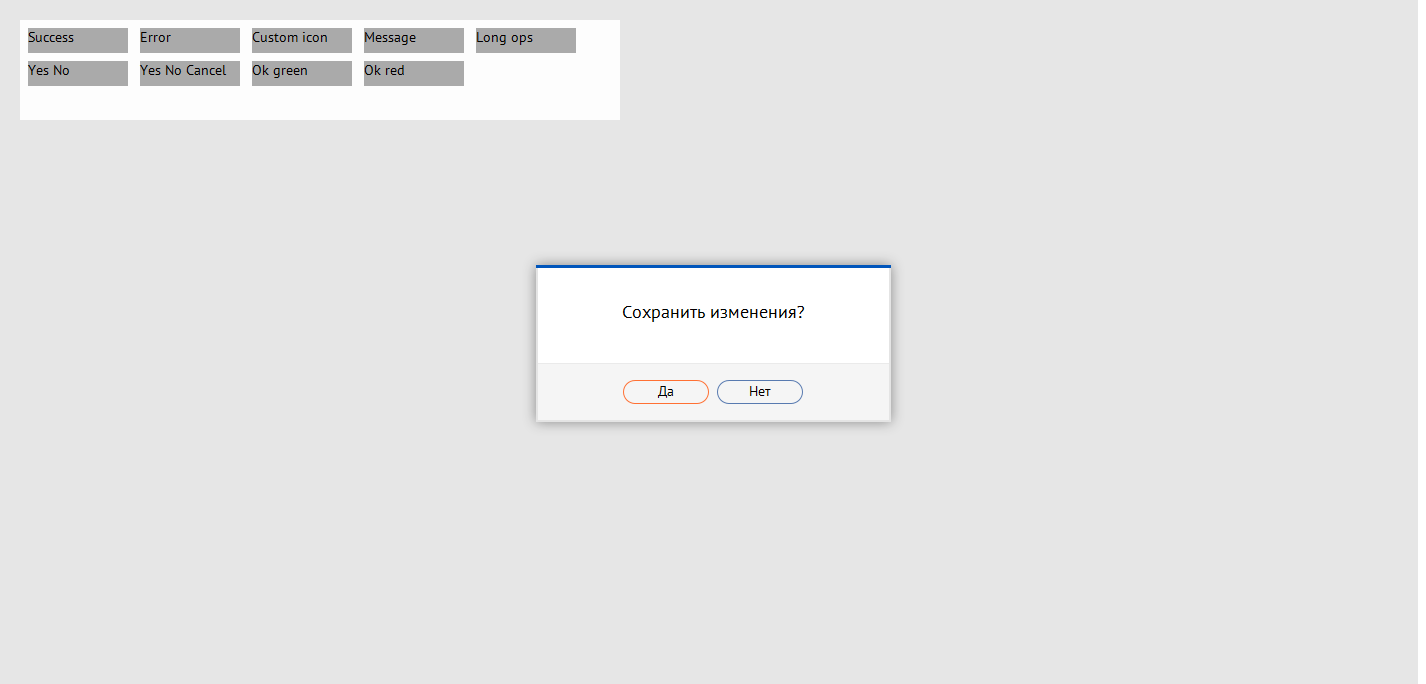 Success Error Custom icon Message Long ops
Yes No Yes No Cancel Ok green Ok red
Сохранить изменения?
Да Нет